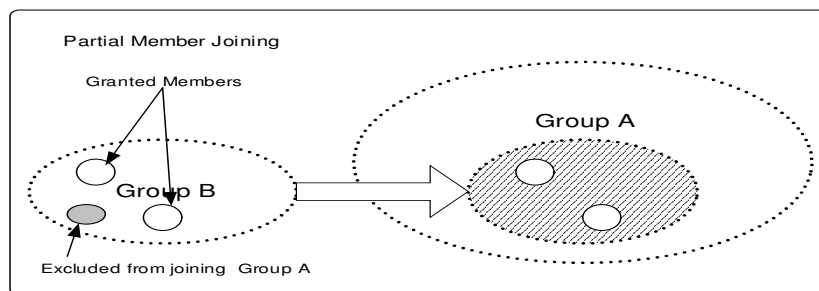 Partial Member Joining
Granted Members
Group A
Group B
Excluded from joining Group A